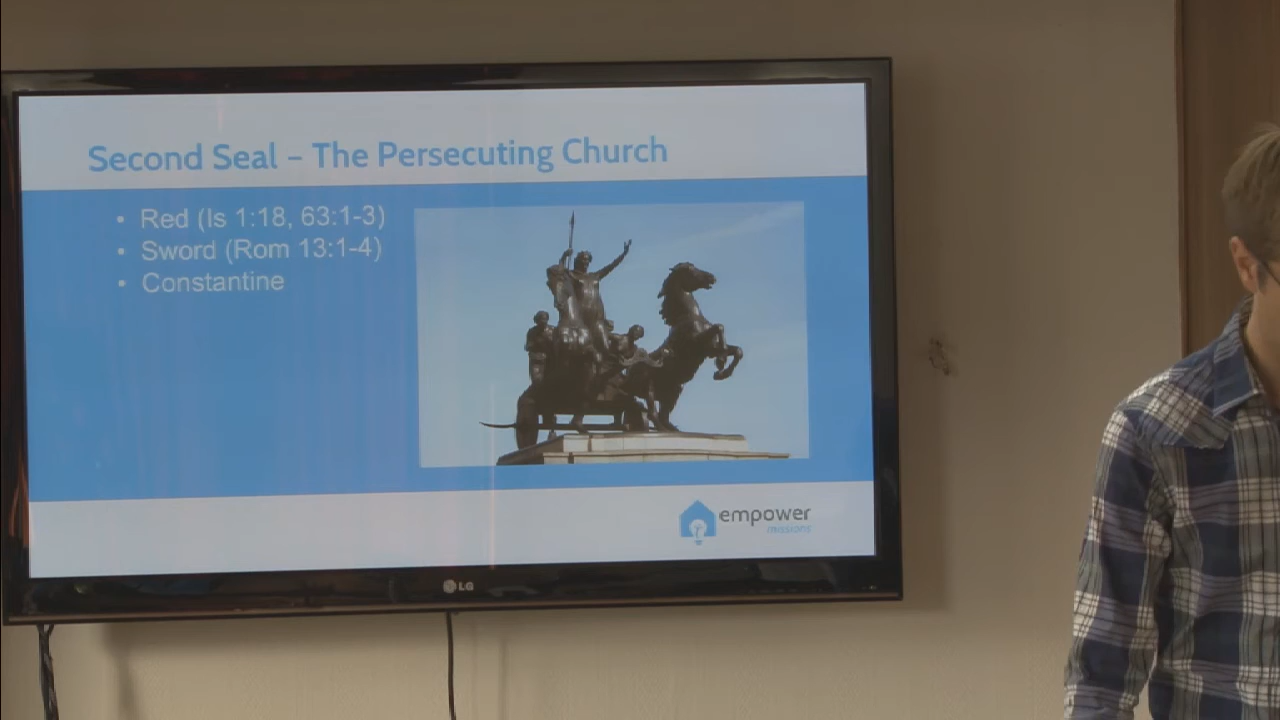 Second Seal – The Persecuting Church
• Red (Is 1:18, 63:1-3)
• Sword (Rom 13:1-4)
• Constantine
empower
missions
LG